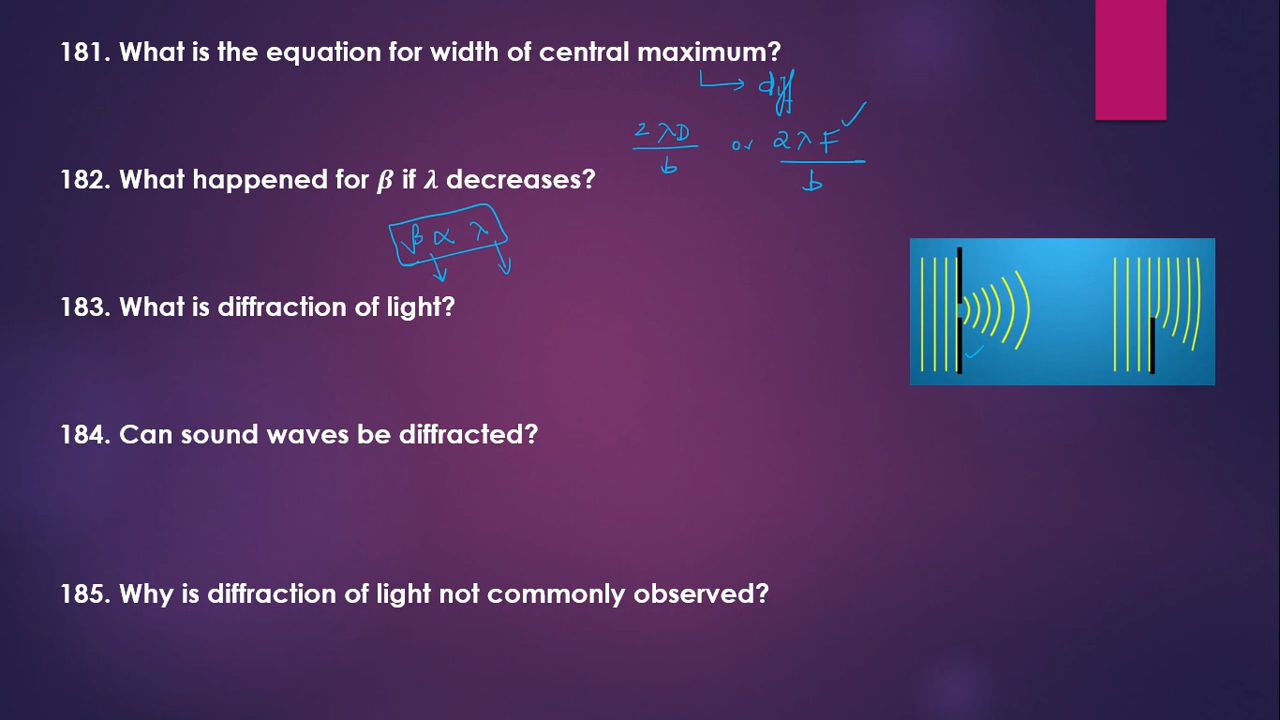 181. What is the equation for width of central maximum?
↳ diff
2λD/b or 2λF/b ✓
182. What happened for β if λ decreases?
β ∝ λ
↓ ↓
183. What is diffraction of light?
184. Can sound waves be diffracted?
185. Why is diffraction of light not commonly observed?